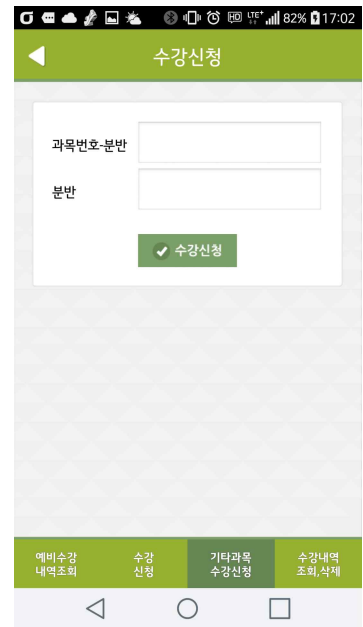 HD LTE+ 82% 17:02
수강신청
과목번호-분반
분반
수강신청
예비수강 수강 기타과목 수강내역
내역조회 신청 수강신청 조회,삭제